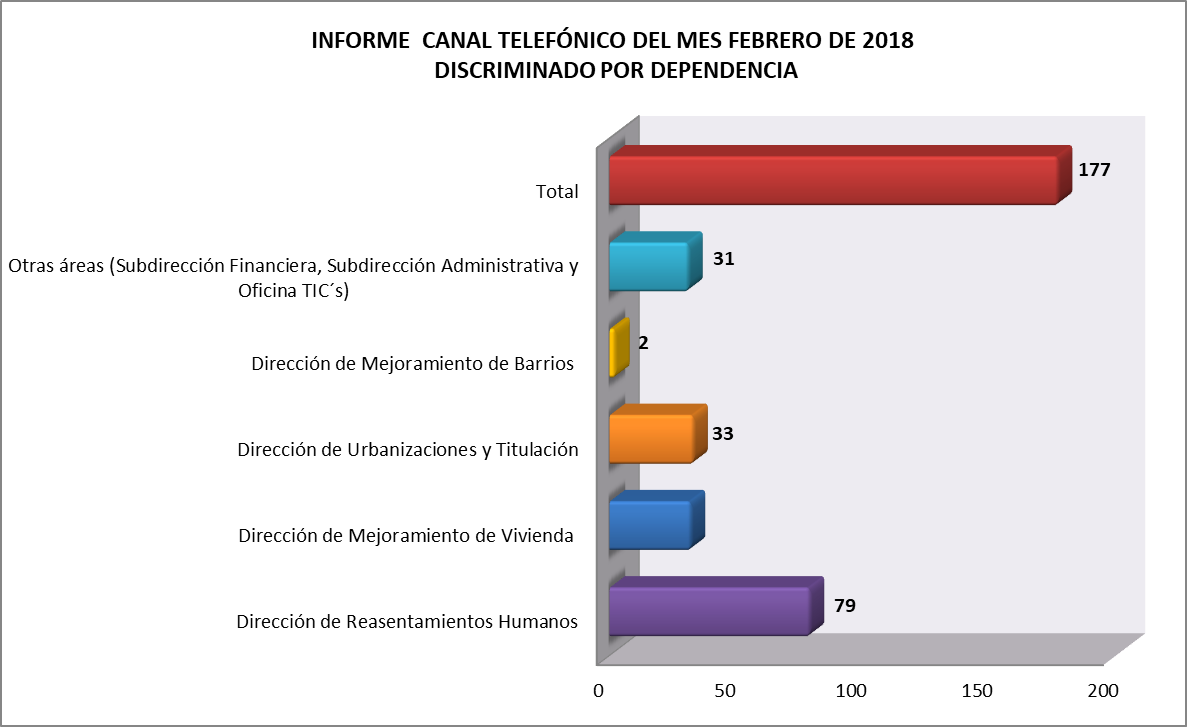 INFORME CANAL TELEFÓNICO DEL MES FEBRERO DE 2018
DISCRIMINADO POR DEPENDENCIA
Total
177
Otras áreas (Subdirección Financiera, Subdirección Administrativa y
Oficina TIC´s)
31
Dirección de Mejoramiento de Barrios
2
Dirección de Urbanizaciones y Titulación
33
Dirección de Mejoramiento de Vivienda
Dirección de Reasentamientos Humanos
79
0 50 100 150 200